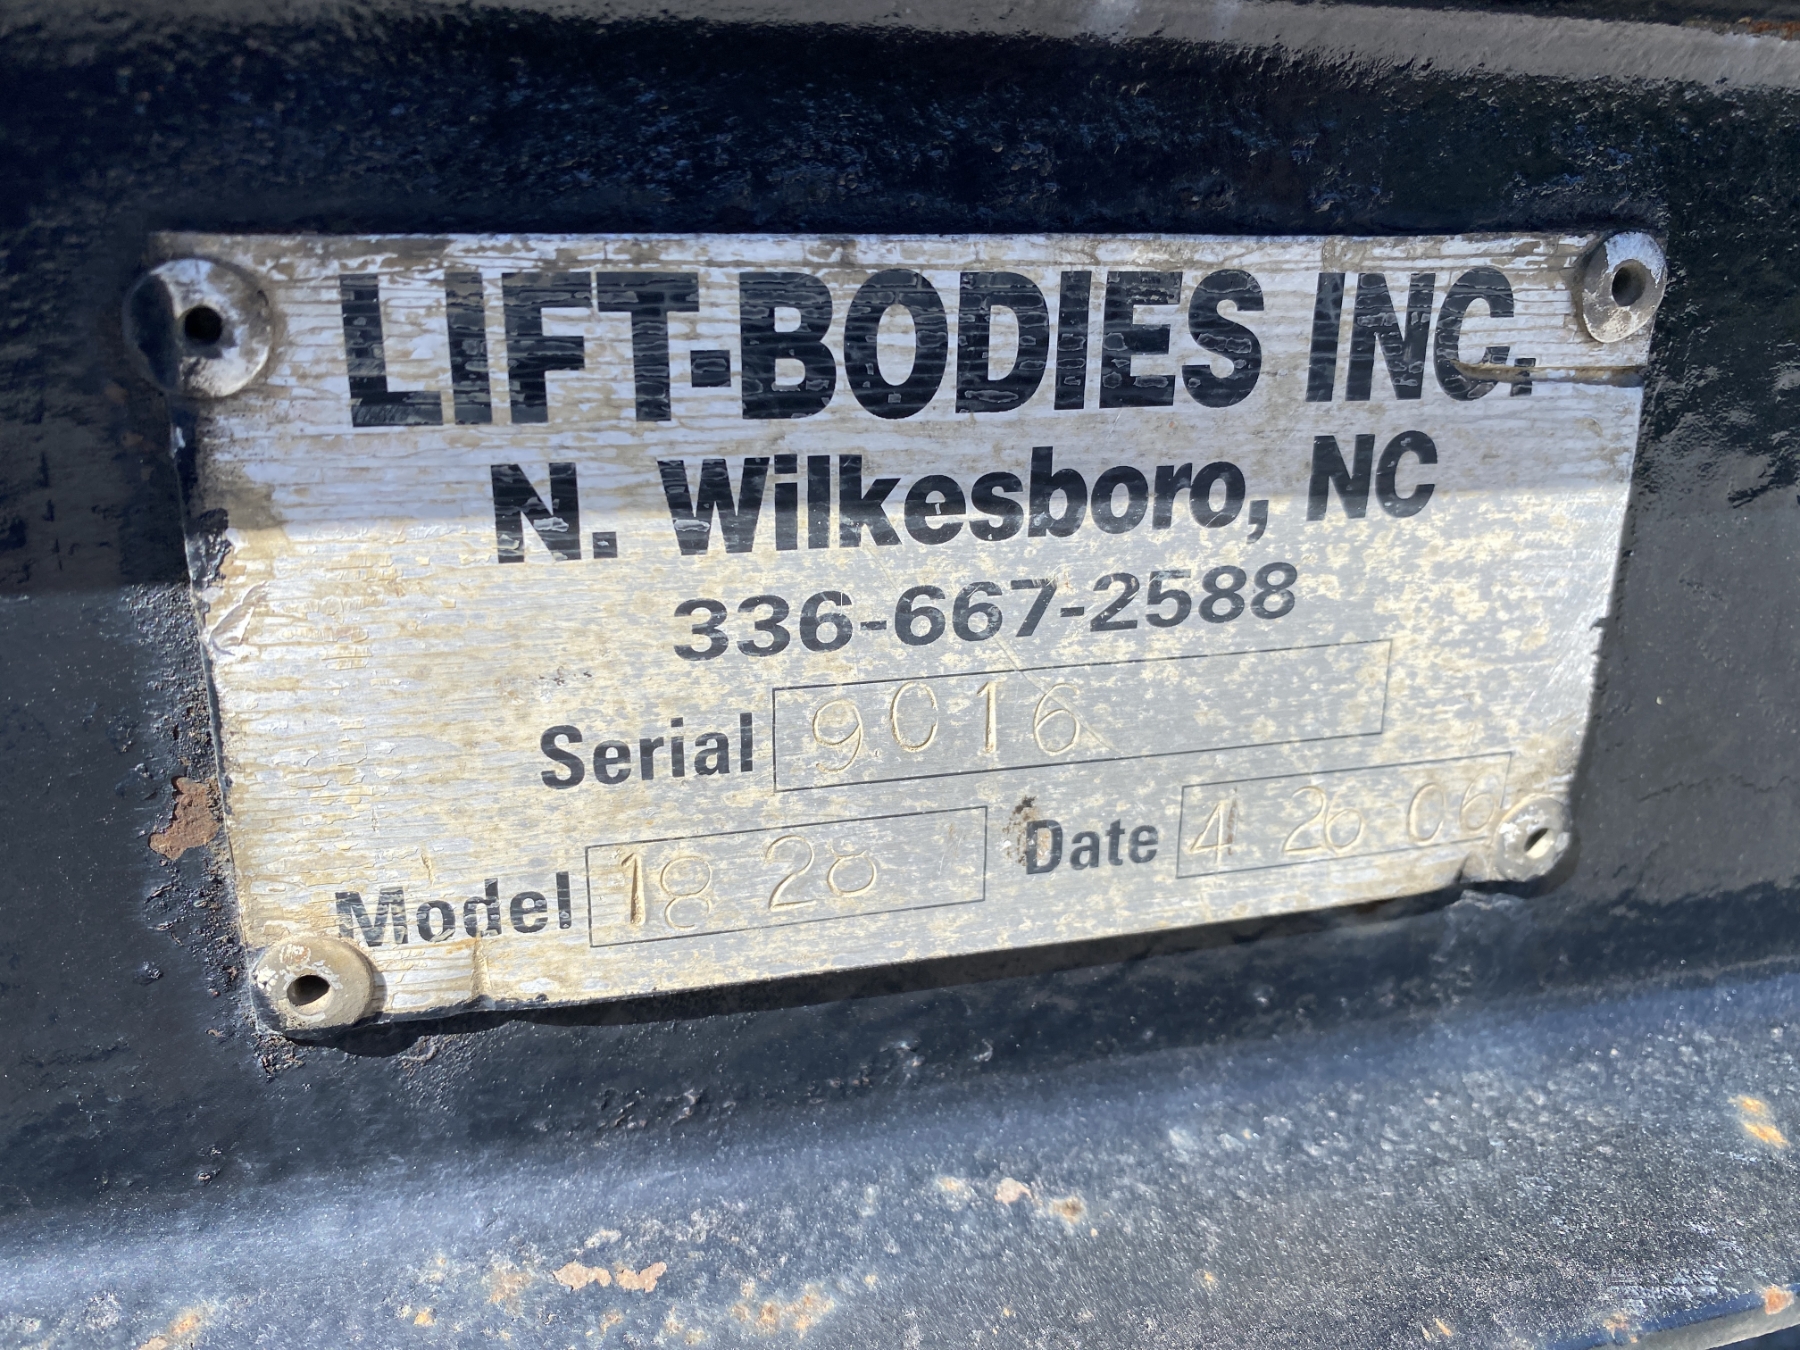 LIFT-BODIES INC.
N. Wilkesboro, NC
336-667-2588
Serial 9016
Model 18 28 Date 4 26 06